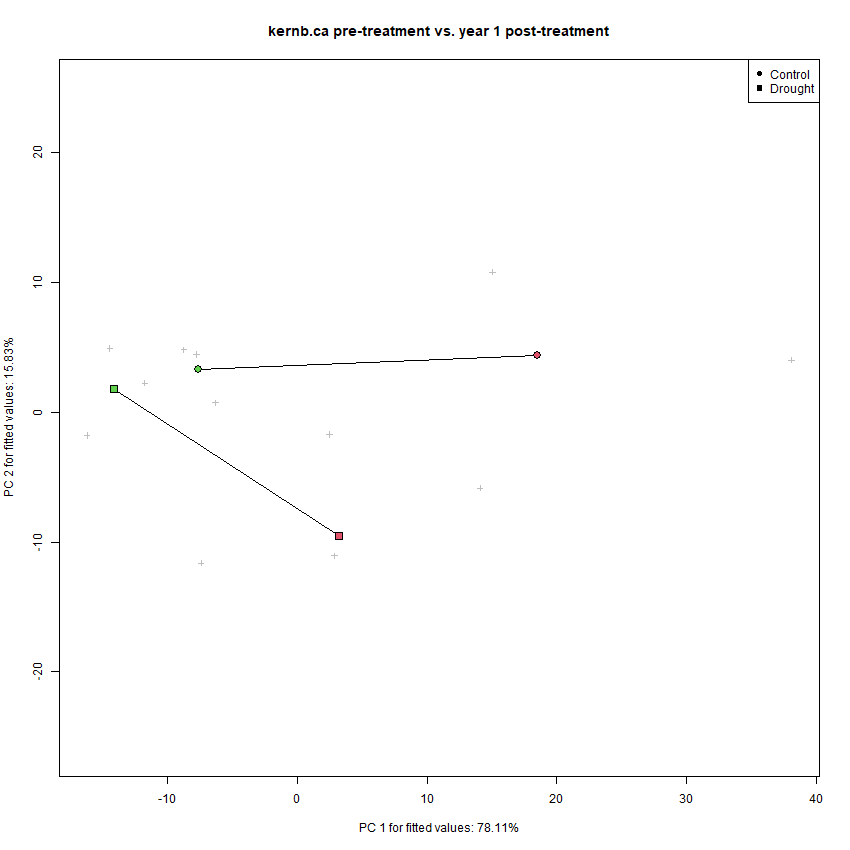 kernb.ca pre-treatment vs. year 1 post-treatment
Control
Drought
PC 2 for fitted values: 15.83%
20
10
0
-10
-20
-10
0
10
20
30
40
PC 1 for fitted values: 78.11%